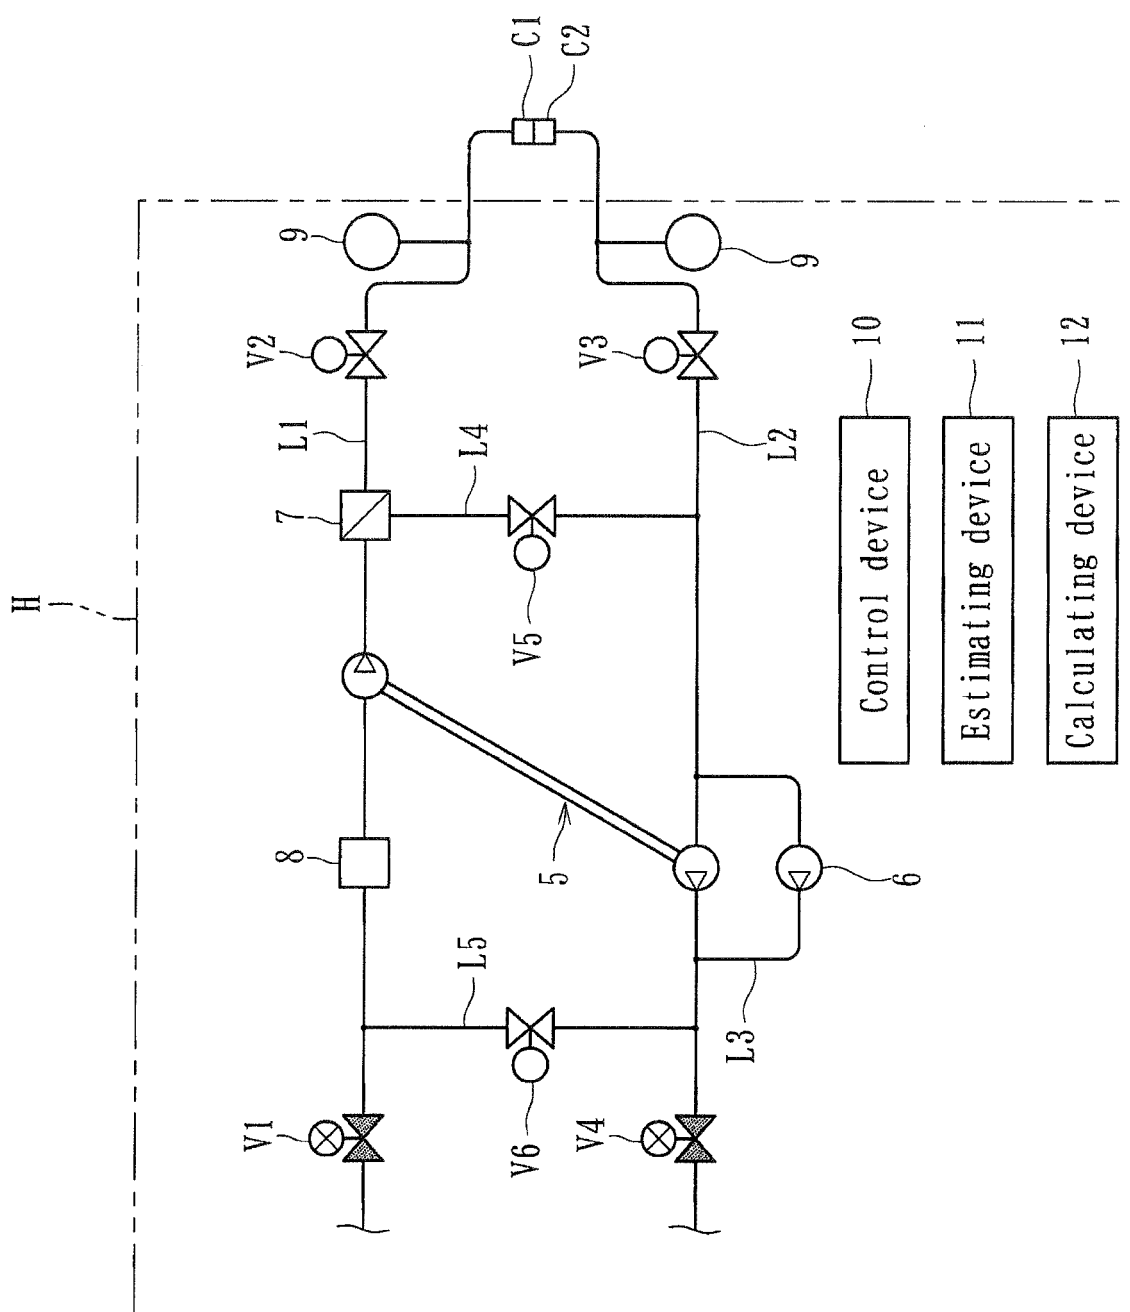 H
C1
C2
9
9
V2
V3
L1
L4
L2
7
V5
8
5
6
L5
L3
V1
V6
V4
Control device
10
Estimating device
11
Calculating device
12